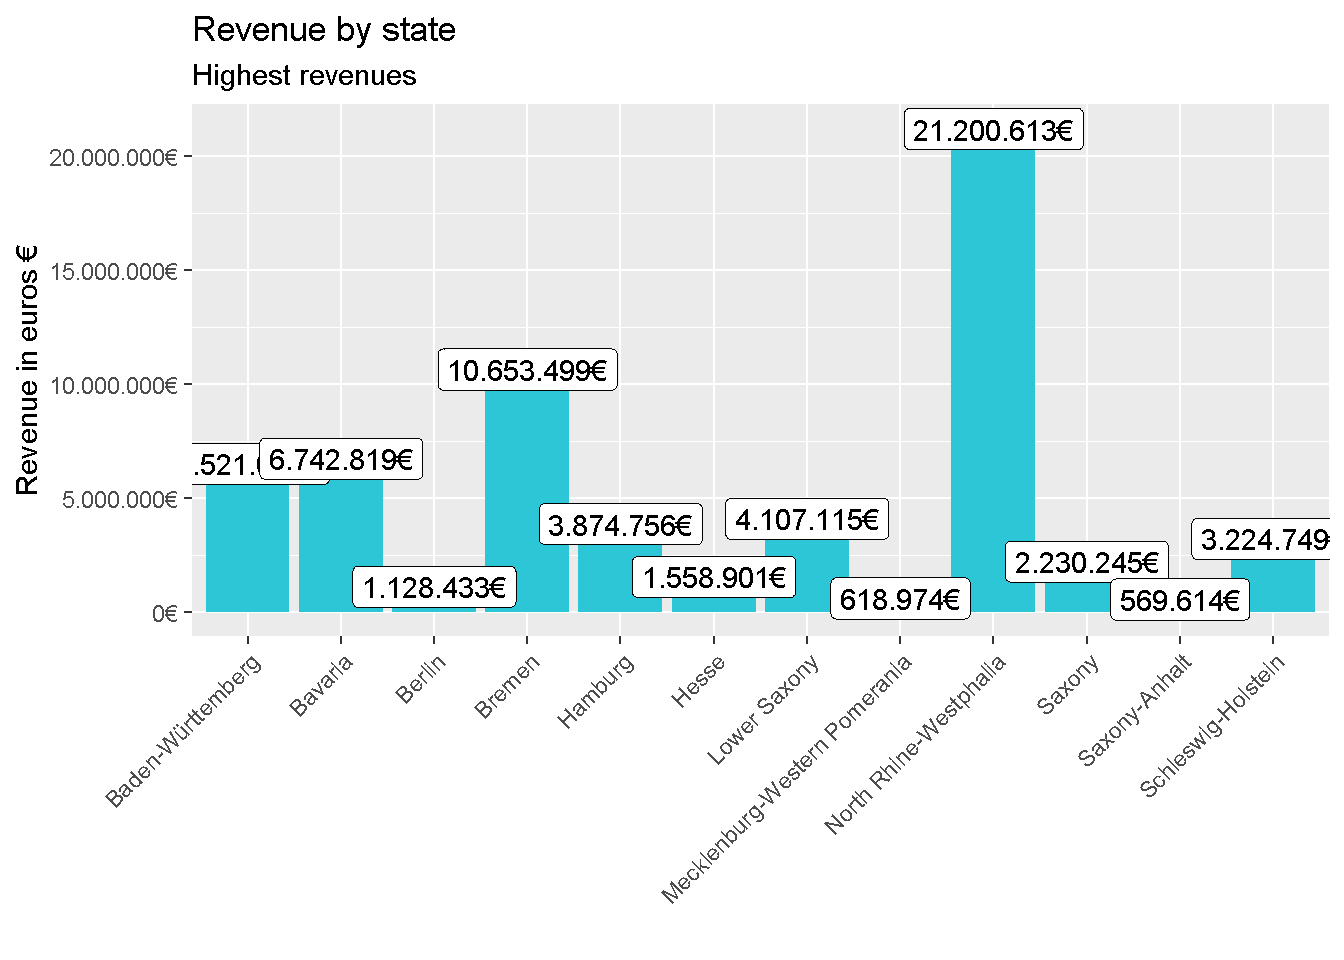 Revenue by state
Highest revenues
Revenue in euros €
20.000.000€
15.000.000€
10.000.000€
5.000.000€
0€
6.742.819€
1.128.433€
10.653.499€
3.874.756€
1.558.901€
4.107.115€
618.974€
21.200.613€
2.230.245€
569.614€
3.224.749
Baden-Württemberg
Bavaria
Berlin
Bremen
Hamburg
Hesse
Lower Saxony
Mecklenburg-Western Pomerania
North Rhine-Westphalia
Saxony
Saxony-Anhalt
Schleswig-Holstein